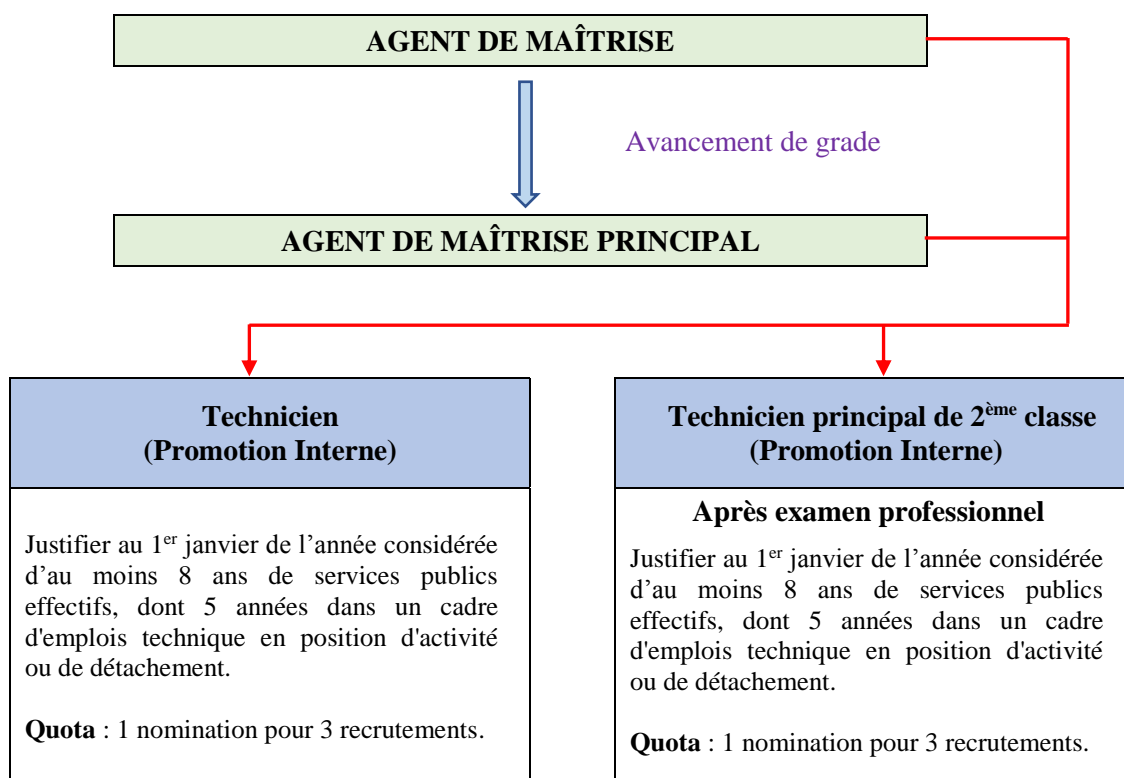 AGENT DE MAÎTRISE
Avancement de grade
AGENT DE MAÎTRISE PRINCIPAL
Technicien
(Promotion Interne)
Justifier au 1er janvier de l’année considérée
d’au moins 8 ans de services publics
effectifs, dont 5 années dans un cadre
d'emplois technique en position d'activité
ou de détachement.
Quota : 1 nomination pour 3 recrutements.
Technicien principal de 2ème classe
(Promotion Interne)
Après examen professionnel
Justifier au 1er janvier de l’année considérée
d’au moins 8 ans de services publics
effectifs, dont 5 années dans un cadre
d'emplois technique en position d'activité
ou de détachement.
Quota : 1 nomination pour 3 recrutements.